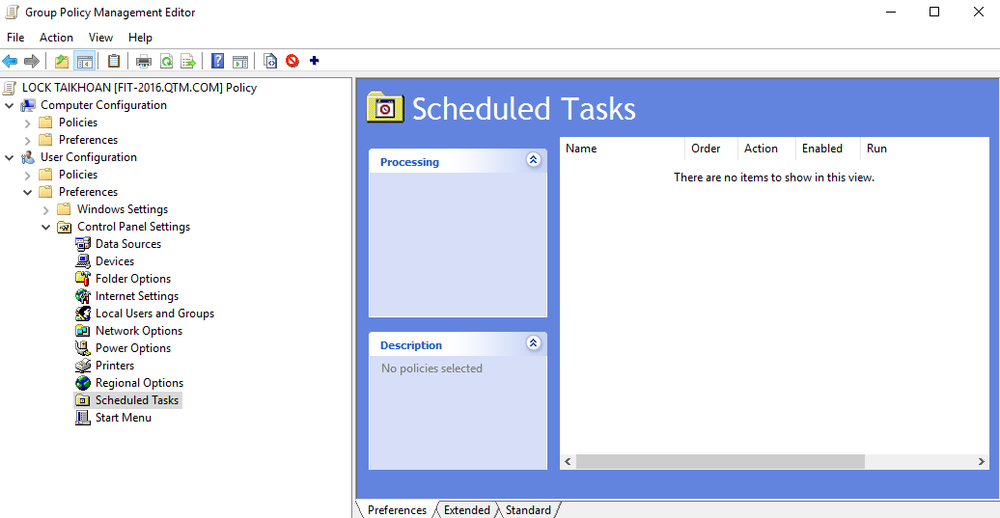 Group Policy Management Editor
File Action View Help
LOCK TAIKHOAN [FIT-2016.QTM.COM] Policy
Computer Configuration
Policies
Preferences
User Configuration
Policies
Preferences
Windows Settings
Control Panel Settings
Data Sources
Devices
Folder Options
Internet Settings
Local Users and Groups
Network Options
Power Options
Printers
Regional Options
Scheduled Tasks
Start Menu
Scheduled Tasks
Processing
Description
No policies selected
Name Order Action Enabled Run
There are no items to show in this view.
Preferences Extended Standard